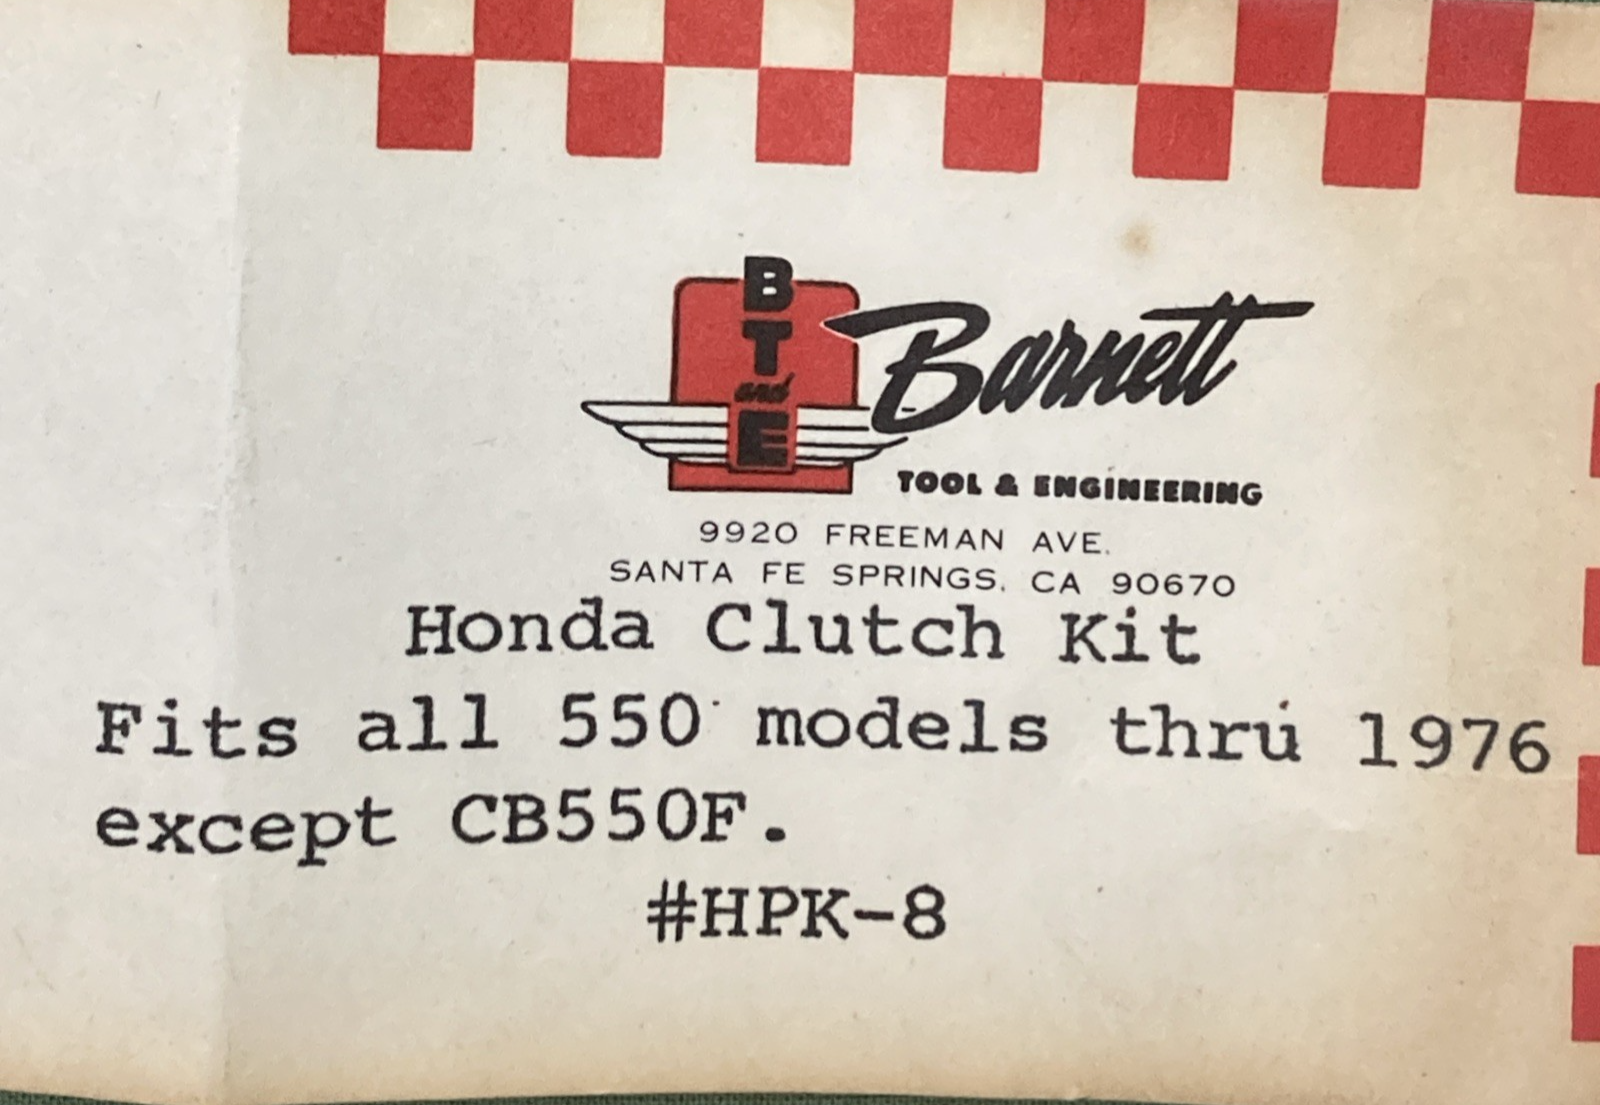 B
T
and
E
Barnett
TOOL & ENGINEERING
9920 FREEMAN AVE.
SANTA FE SPRINGS, CA 90670
Honda Clutch Kit
Fits all 550 models thru 1976
except CB550F.
#HPK-8